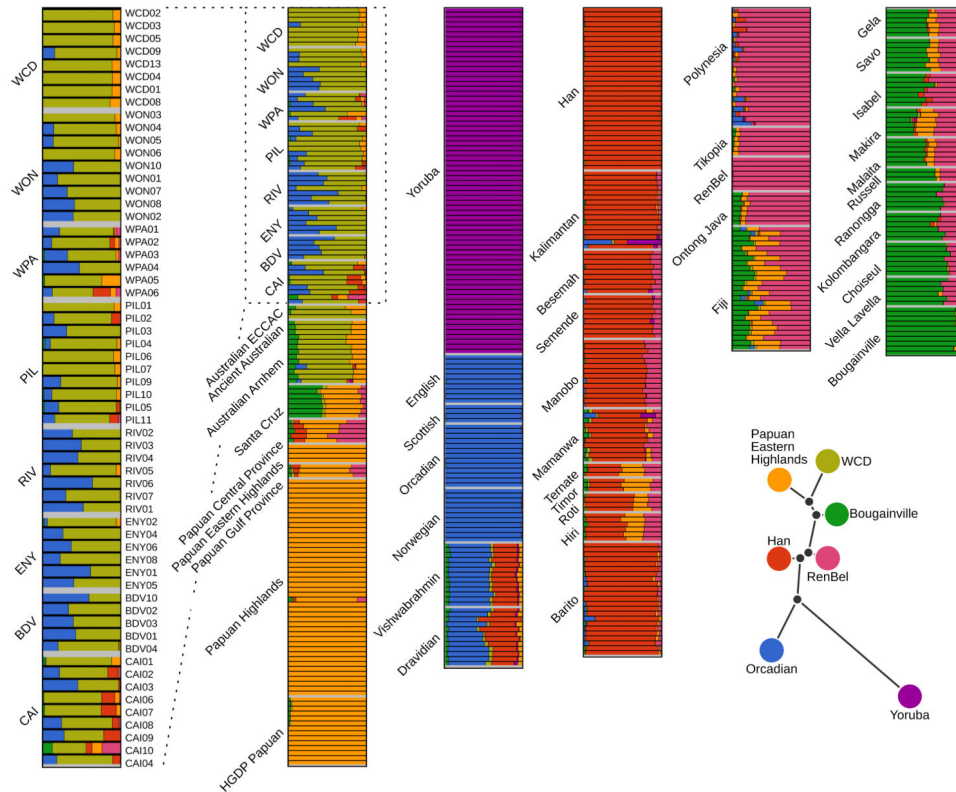 WCD
WON
WPA
PIL
RIV
ENY
BDV
CAI
WCD02
WCD03
WCD05
WCD09
WCD13
WCD04
WCD01
WCD08
WON03
WON04
WON05
WON06
WON10
WON01
WON07
WON08
WON02
WPA01
WPA02
WPA03
WPA04
WPA05
WPA06
PIL01
PIL02
PIL03
PIL04
PIL06
PIL07
PIL09
PIL10
PIL05
PIL11
RIV02
RIV03
RIV04
RIV05
RIV06
RIV07
RIV01
ENY02
ENY04
ENY06
ENY08
ENY01
ENY05
BDV10
BDV02
BDV03
BDV01
BDV04
CAI01
CAI02
CAI03
CAI06
CAI07
CAI08
CAI09
CAI10
CAI04
WCD
WON
WPA
PIL
RIV
ENY
BDV
CAI
Australian ECCAC
Ancient Australian
Australian Arnhem
Santa Cruz
Papuan Central Province
Papuan Eastern Highlands
Papuan Gulf Province
Papuan Highlands
HGDP Papuan
Yoruba
English
Scottish
Orcadian
Norwegian
Vishwabrahmin
Dravidian
Han
Kalimantan
Besemah
Semende
Manobo
Mamanwa
Ternate
Timor
Roti
Hiri
Barito
Polynesia
Tikopia
RenBel
Ontong Java
Fiji
Gela
Savo
Isabel
Makira
Malaita
Russell
Ranongga
Kolombangara
Choiseul
Vella Lavella
Bougainville
Papuan
Eastern
Highlands
WCD
Bougainville
Han
RenBel
Orcadian
Yoruba